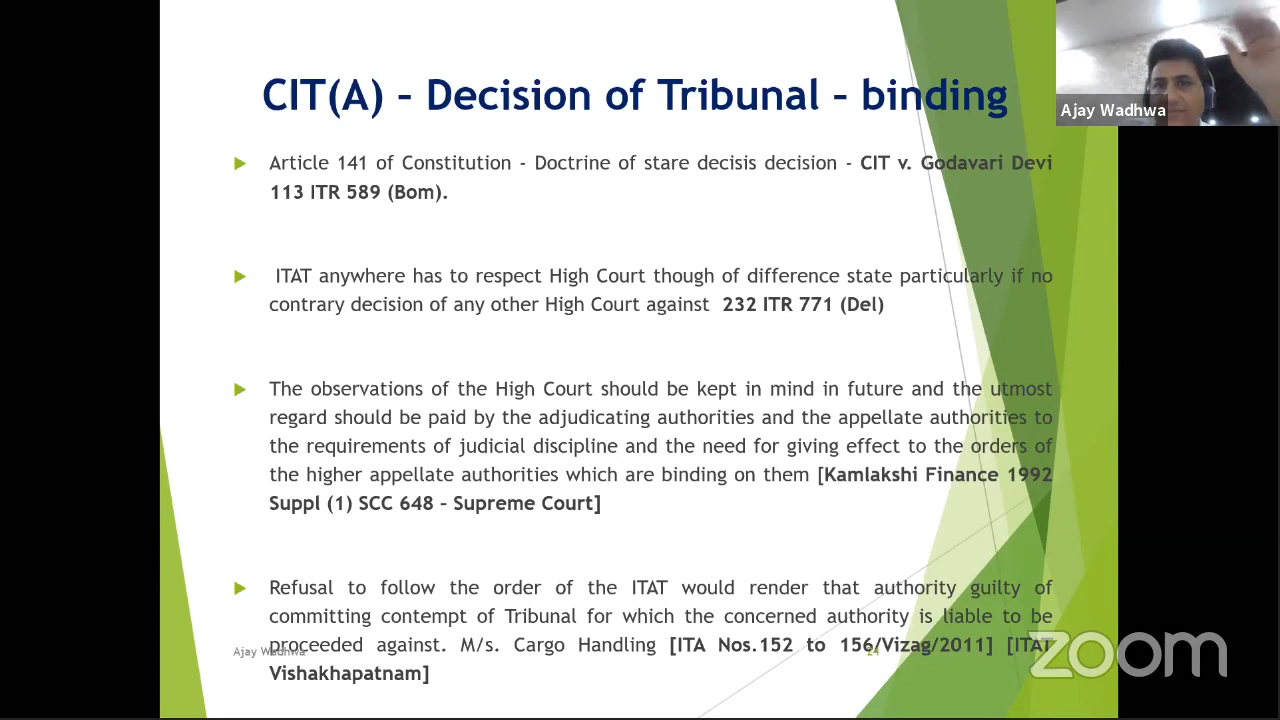 CIT(A) – Decision of Tribunal – binding
Ajay Wadhwa
Article 141 of Constitution - Doctrine of stare decisis decision - CIT v. Godavari Devi
113 ITR 589 (Bom).
ITAT anywhere has to respect High Court though of difference state particularly if no
contrary decision of any other High Court against 232 ITR 771 (Del)
The observations of the High Court should be kept in mind in future and the utmost
regard should be paid by the adjudicating authorities and the appellate authorities to
the requirements of judicial discipline and the need for giving effect to the orders of
the higher appellate authorities which are binding on them [Kamlakshi Finance 1992
Suppl (1) SCC 648 – Supreme Court]
Refusal to follow the order of the ITAT would render that authority guilty of
committing contempt of Tribunal for which the concerned authority is liable to be
proceeded against. M/s. Cargo Handling [ITA Nos.152 to 156/Vizag/2011] [ITAT
Vishakhapatnam]
Ajay Wadhwa
24
zoom